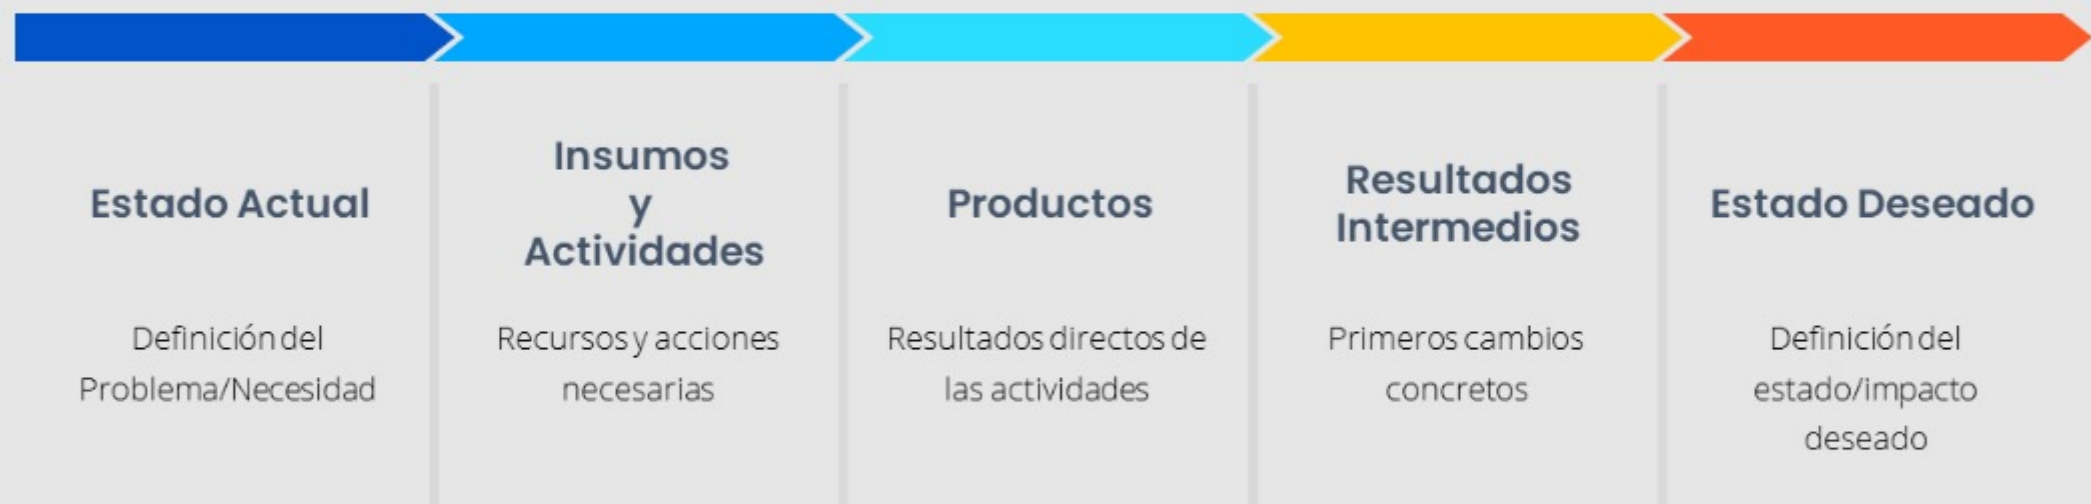 Estado Actual
Definición del
Problema/Necesidad
Insumos
y
Actividades
Recursos y acciones
necesarias
Productos
Resultados directos de
las actividades
Resultados
Intermedios
Primeros cambios
concretos
Estado Deseado
Definición del
estado/impacto
deseado